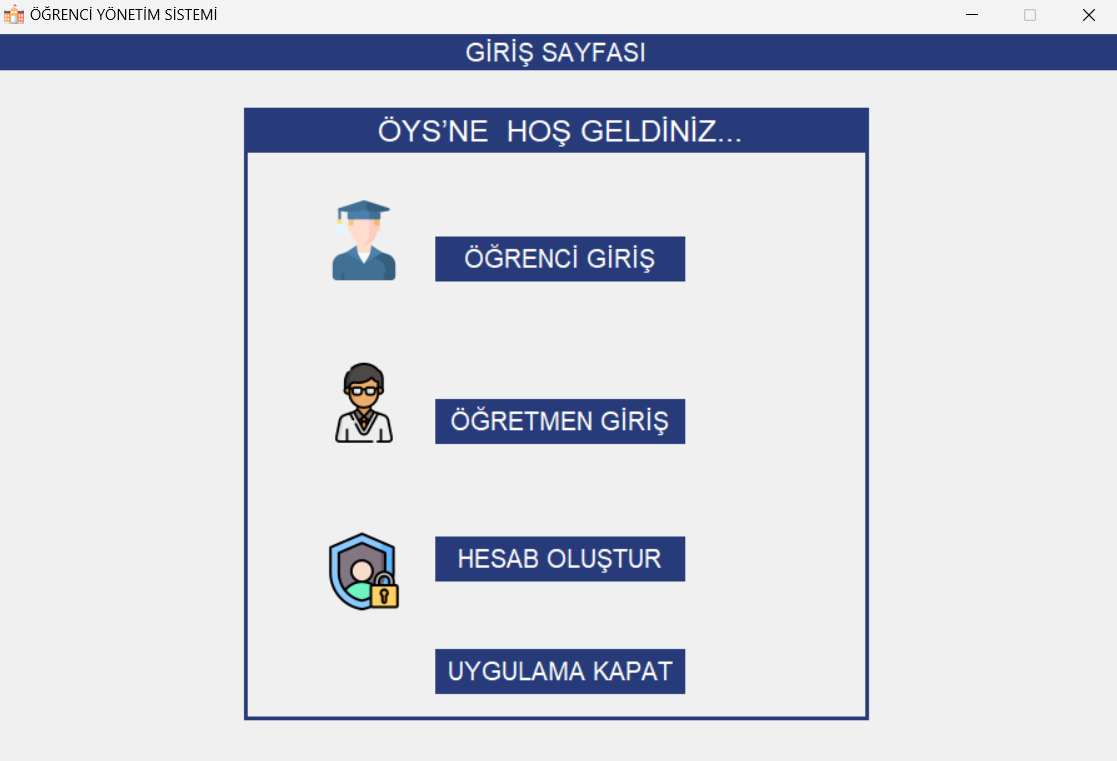 ÖĞRENCİ YÖNETİM SİSTEMİ
GİRİŞ SAYFASI
ÖYS’NE HOŞ GELDİNİZ...
ÖĞRENCİ GİRİŞ
ÖĞRETMEN GİRİŞ
HESAB OLUŞTUR
UYGULAMA KAPAT